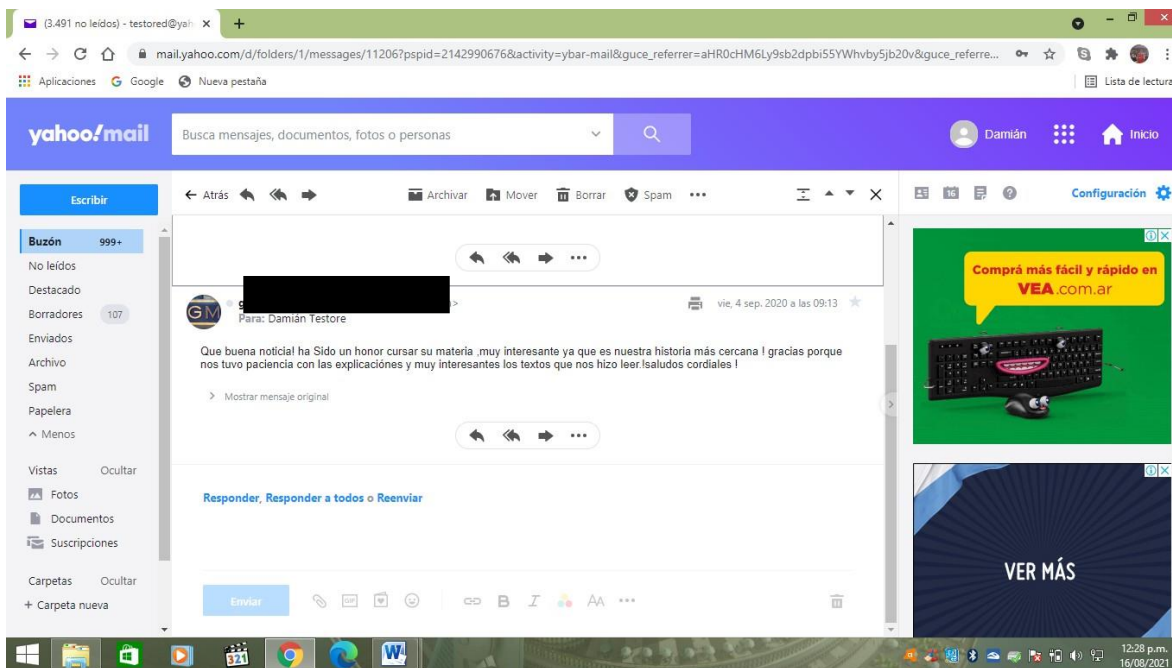 (3.491 no leídos) - testored@yah
mail.yahoo.com/d/folders/1/messages/11206?pspid=2142990676&activity=ybar-mail&guce_referrer=aHR0cHM6Ly9sb2dpbi55YWhvby5jb20v&guce_referre...
Aplicaciones Google Nueva pestaña Lista de lectura
yahoo!mail Busca mensajes, documentos, fotos o personas Damián Inicio
Escribir Atrás Archivar Mover Borrar Spam Configuración
16
Buzón 999+
No leídos
Destacado
Borradores 107
Enviados
Archivo
Spam
Papelera
Menos
Vistas Ocultar
Fotos
Documentos
Suscripciones
Carpetas Ocultar
+ Carpeta nueva
GM
> vie, 4 sep. 2020 a las 09:13
Para: Damián Testore
Que buena noticia! ha Sido un honor cursar su materia ,muy interesante ya que es nuestra historia más cercana ! gracias porque
nos tuvo paciencia con las explicaciónes y muy interesantes los textos que nos hizo leer.!saludos cordiales !
Mostrar mensaje original
Responder, Responder a todos o Reenviar
Enviar GIF B I AA
Comprá más fácil y rápido en
VEA.com.ar
VER MÁS
321
12:28 p.m.
16/08/2021